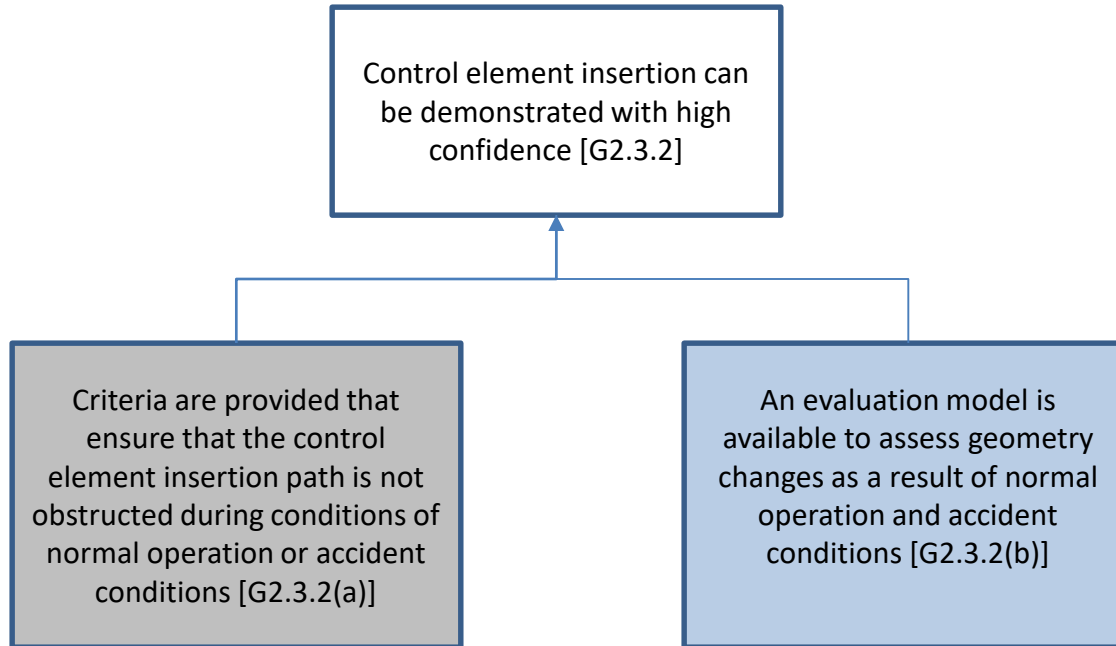 Control element insertion can
be demonstrated with high
confidence [G2.3.2]
Criteria are provided that
ensure that the control
element insertion path is not
obstructed during conditions of
normal operation or accident
conditions [G2.3.2(a)]
An evaluation model is
available to assess geometry
changes as a result of normal
operation and accident
conditions [G2.3.2(b)]